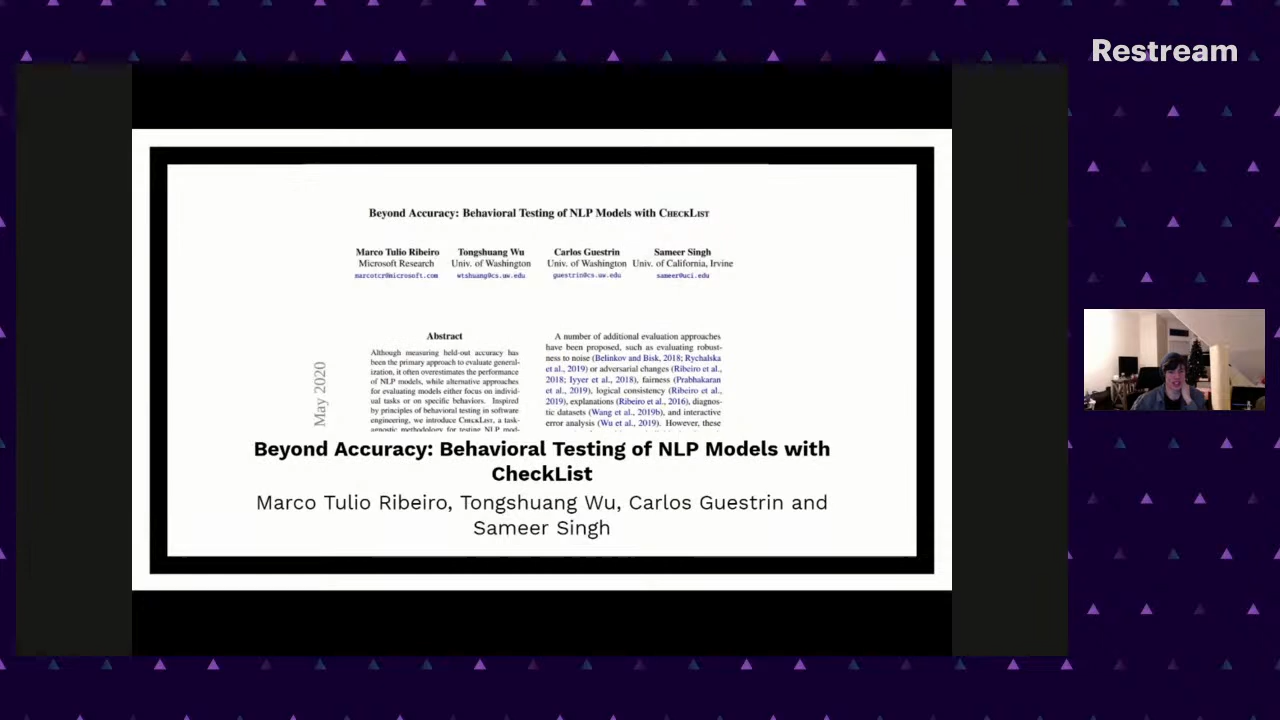 Restream
Beyond Accuracy: Behavioral Testing of NLP Models with CHECKLIST
Marco Tulio Ribeiro Tongshuang Wu Carlos Guestrin Sameer Singh
Microsoft Research Univ. of Washington Univ. of Washington Univ. of California, Irvine
marcotcr@microsoft.com wtshuang@cs.uw.edu guestrin@cs.uw.edu sameer@uci.edu
May 2020
Abstract
Although measuring held-out accuracy has
been the primary approach to evaluate general-
ization, it often overestimates the performance
of NLP models, while alternative approaches
for evaluating models either focus on individ-
ual tasks or on specific behaviors. Inspired
by principles of behavioral testing in software
engineering, we introduce CHECKLIST, a task-
agnostic methodology for testing NLP mod-
A number of additional evaluation approaches
have been proposed, such as evaluating robust-
ness to noise (Belinkov and Bisk, 2018; Rychalska
et al., 2019) or adversarial changes (Ribeiro et al.,
2018; Iyyer et al., 2018), fairness (Prabhakaran
et al., 2019), logical consistency (Ribeiro et al.,
2019), explanations (Ribeiro et al., 2016), diagnos-
tic datasets (Wang et al., 2019b), and interactive
error analysis (Wu et al., 2019). However, these
Beyond Accuracy: Behavioral Testing of NLP Models with
CheckList
Marco Tulio Ribeiro, Tongshuang Wu, Carlos Guestrin and
Sameer Singh